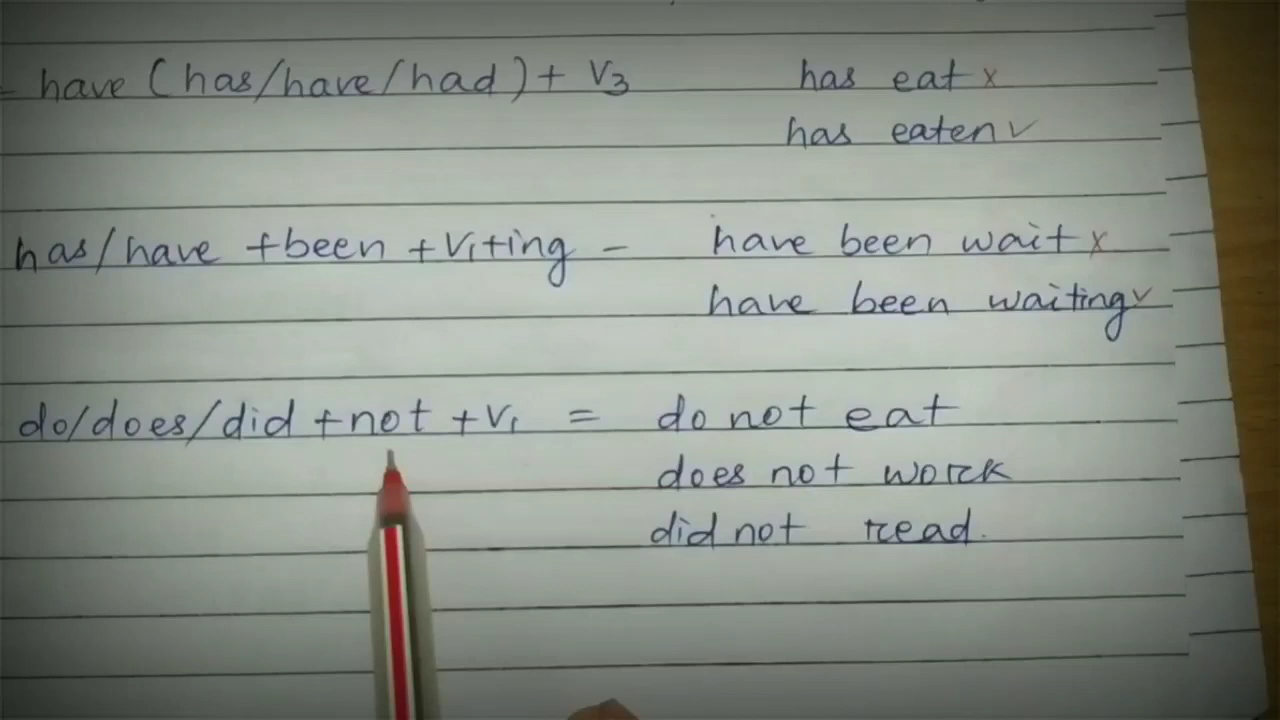 have (has/have/had) + V3 has eat x
has eaten ✓
has/have +been +V1+ing – have been wait x
have been waiting ✓
do/does/did +not +V1 = do not eat
does not work
did not read.